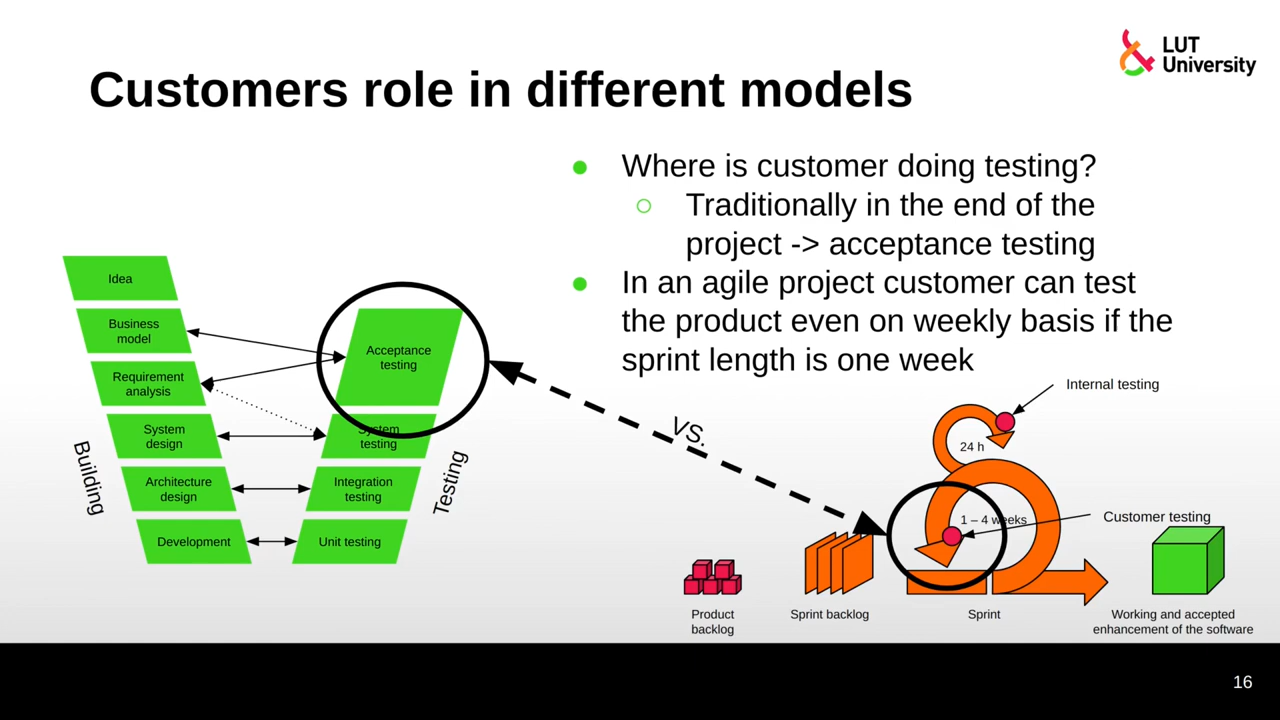 LUT
University
Customers role in different models
● Where is customer doing testing?
○ Traditionally in the end of the
project -> acceptance testing
● In an agile project customer can test
the product even on weekly basis if the
sprint length is one week
Idea
Business
model
Requirement
analysis
System
design
Architecture
design
Development
Building
Acceptance
testing
System
testing
Integration
testing
Unit testing
Testing
VS.
Internal testing
24 h
1 – 4 weeks
Customer testing
Product
backlog
Sprint backlog
Sprint
Working and accepted
enhancement of the software
16